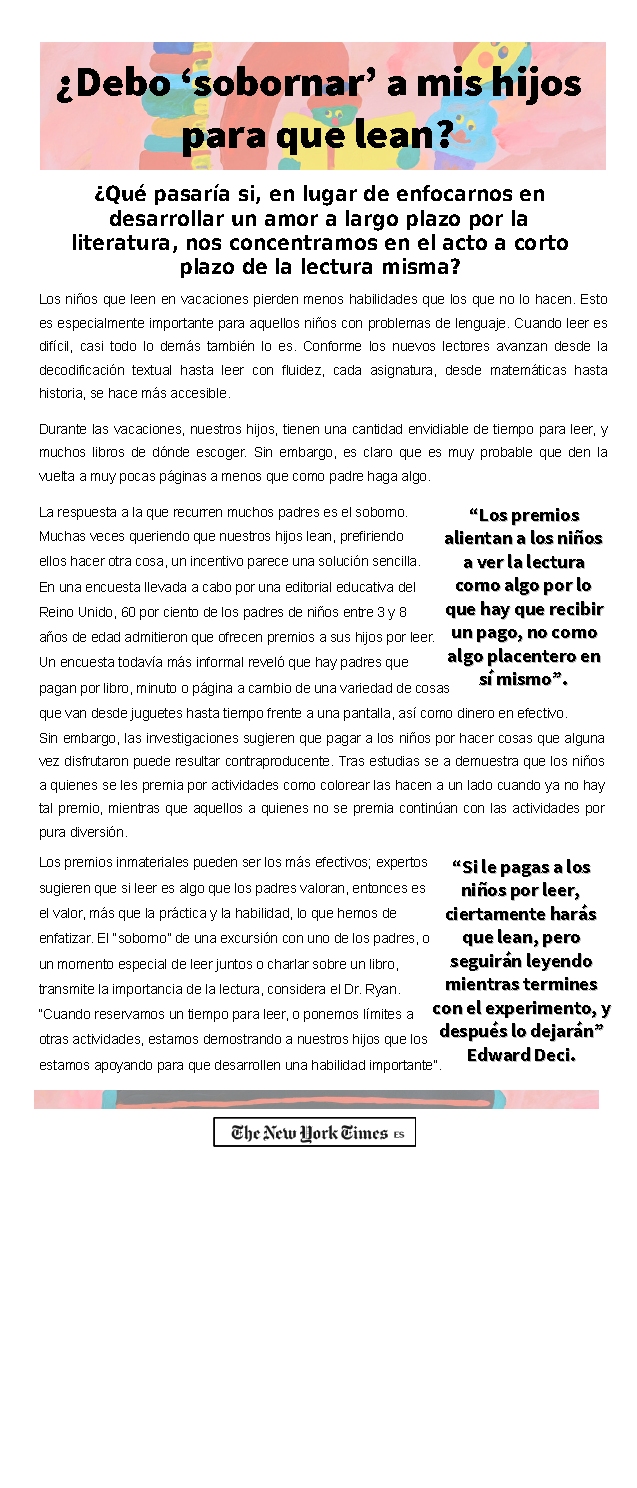 ¿Debo ‘sobornar’ a mis hijos
para que lean?
¿Qué pasaría si, en lugar de enfocarnos en
desarrollar un amor a largo plazo por la
literatura, nos concentramos en el acto a corto
plazo de la lectura misma?
Los niños que leen en vacaciones pierden menos habilidades que los que no lo hacen. Esto
es especialmente importante para aquellos niños con problemas de lenguaje. Cuando leer es
difícil, casi todo lo demás también lo es. Conforme los nuevos lectores avanzan desde la
decodificación textual hasta leer con fluidez, cada asignatura, desde matemáticas hasta
historia, se hace más accesible.
Durante las vacaciones, nuestros hijos, tienen una cantidad envidiable de tiempo para leer, y
muchos libros de dónde escoger. Sin embargo, es claro que es muy probable que den la
vuelta a muy pocas páginas a menos que como padre haga algo.
La respuesta a la que recurren muchos padres es el soborno.
Muchas veces queriendo que nuestros hijos lean, prefiriendo
ellos hacer otra cosa, un incentivo parece una solución sencilla.
En una encuesta llevada a cabo por una editorial educativa del
Reino Unido, 60 por ciento de los padres de niños entre 3 y 8
años de edad admitieron que ofrecen premios a sus hijos por leer.
Un encuesta todavía más informal reveló que hay padres que
pagan por libro, minuto o página a cambio de una variedad de cosas
que van desde juguetes hasta tiempo frente a una pantalla, así como dinero en efectivo.
“Los premios
alientan a los niños
a ver la lectura
como algo por lo
que hay que recibir
un pago, no como
algo placentero en
sí mismo”.
Sin embargo, las investigaciones sugieren que pagar a los niños por hacer cosas que alguna
vez disfrutaron puede resultar contraproducente. Tras estudias se a demuestra que los niños
a quienes se les premia por actividades como colorear las hacen a un lado cuando ya no hay
tal premio, mientras que aquellos a quienes no se premia continúan con las actividades por
pura diversión.
Los premios inmateriales pueden ser los más efectivos; expertos
sugieren que si leer es algo que los padres valoran, entonces es
el valor, más que la práctica y la habilidad, lo que hemos de
enfatizar. El “soborno” de una excursión con uno de los padres, o
un momento especial de leer juntos o charlar sobre un libro,
transmite la importancia de la lectura, considera el Dr. Ryan.
“Cuando reservamos un tiempo para leer, o ponemos límites a
otras actividades, estamos demostrando a nuestros hijos que los
estamos apoyando para que desarrollen una habilidad importante”.
“Si le pagas a los
niños por leer,
ciertamente harás
que lean, pero
seguirán leyendo
mientras termines
con el experimento, y
después lo dejarán”
Edward Deci.
The New York Times ES